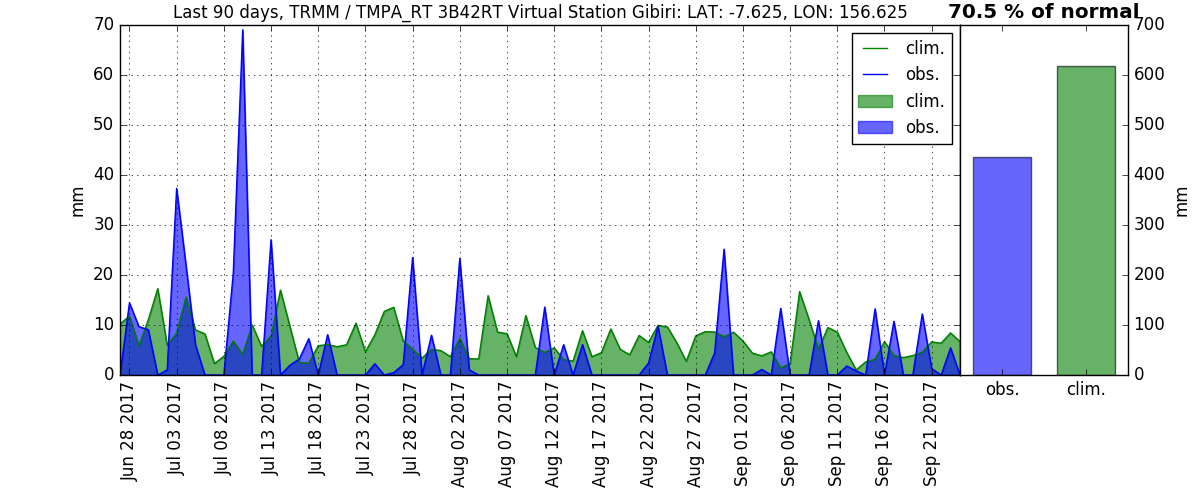 Last 90 days, TRMM / TMPA_RT 3B42RT Virtual Station Gibiri: LAT: -7.625, LON: 156.625
70.5 % of normal
70
60
50
40
30
20
10
0
mm
clim.
obs.
clim.
obs.
700
600
500
400
300
200
100
0
mm
obs.
clim.
Jun 28 2017
Jul 03 2017
Jul 08 2017
Jul 13 2017
Jul 18 2017
Jul 23 2017
Jul 28 2017
Aug 02 2017
Aug 07 2017
Aug 12 2017
Aug 17 2017
Aug 22 2017
Aug 27 2017
Sep 01 2017
Sep 06 2017
Sep 11 2017
Sep 16 2017
Sep 21 2017